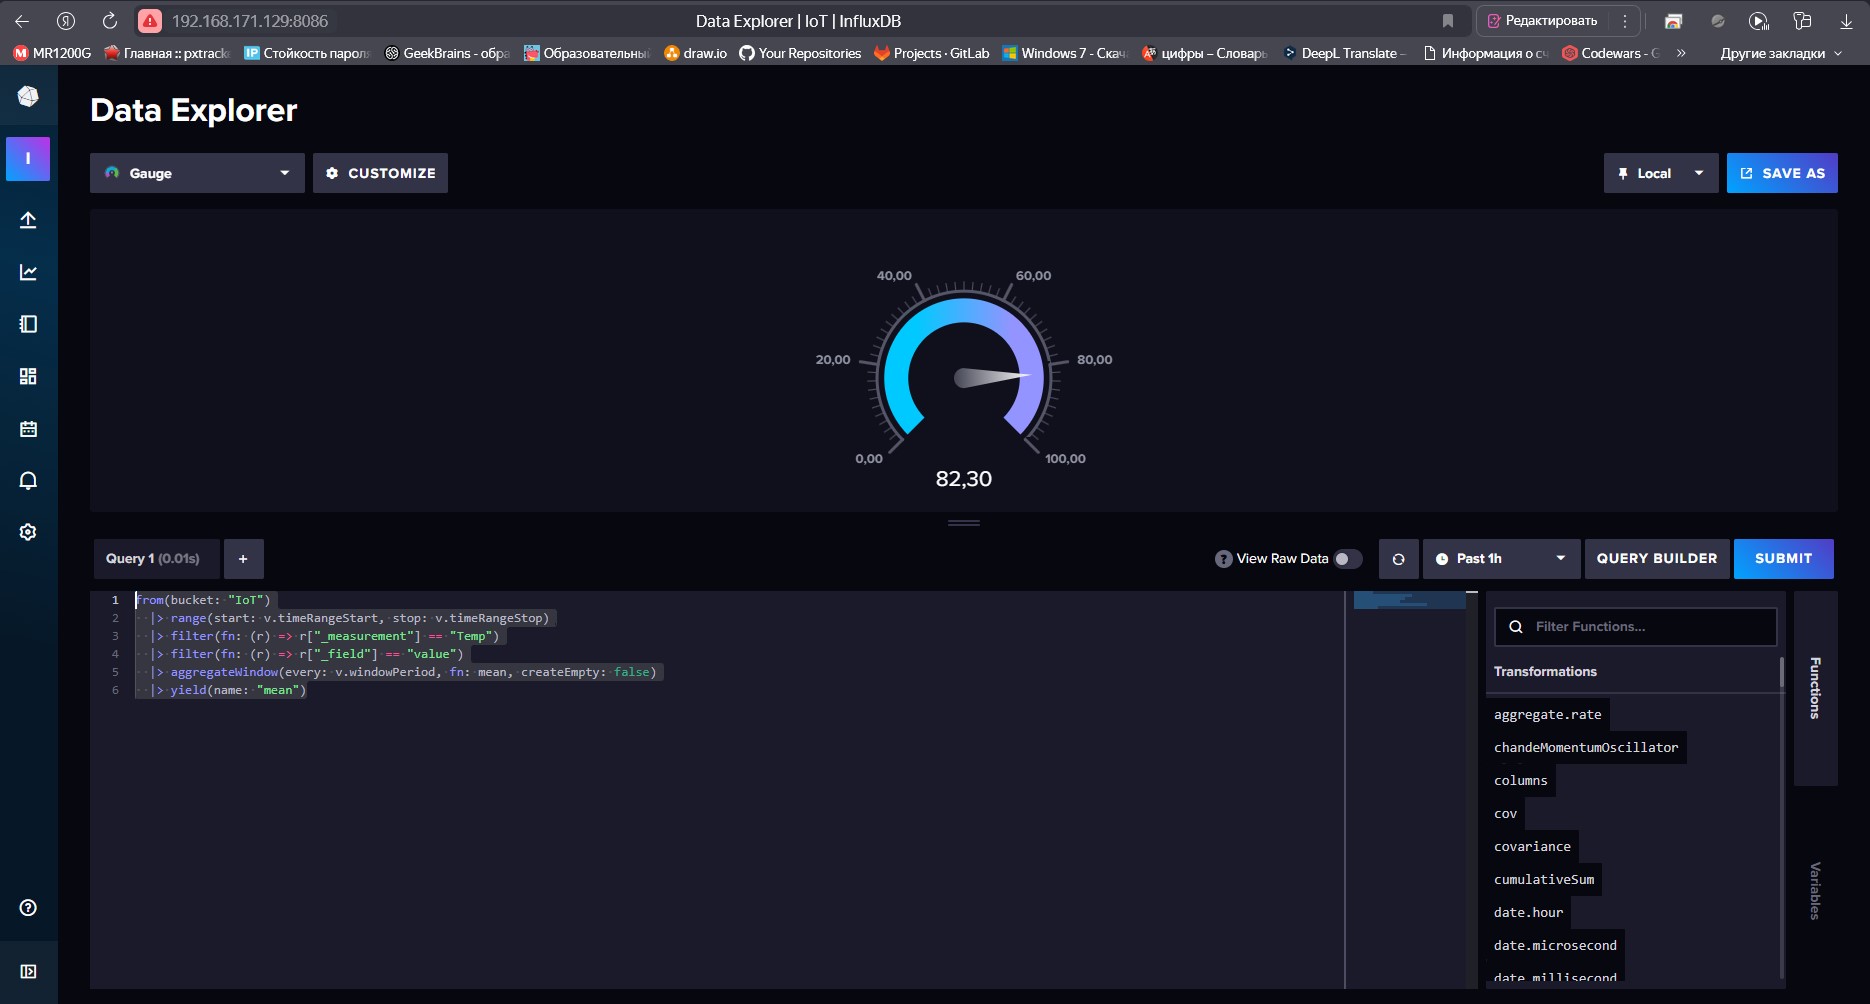 192.168.171.129:8086
Data Explorer | IoT | InfluxDB
Редактировать
MR1200G
Главная :: pxtrack
IP Стойкость пароля
GeekBrains - обра
Образовательный
draw.io
Your Repositories
Projects · GitLab
Windows 7 - Скач
цифры – Словарь
DeepL Translate –
Информация о сч
Codewars - G
»
Другие закладки
Data Explorer
I
Gauge
CUSTOMIZE
Local
SAVE AS
40,00
60,00
20,00
80,00
0,00
100,00
82,30
Query 1 (0.01s)
+
? View Raw Data
Past 1h
QUERY BUILDER
SUBMIT
1 from(bucket: "IoT")
2 |> range(start: v.timeRangeStart, stop: v.timeRangeStop)
3 |> filter(fn: (r) => r["_measurement"] == "Temp")
4 |> filter(fn: (r) => r["_field"] == "value")
5 |> aggregateWindow(every: v.windowPeriod, fn: mean, createEmpty: false)
6 |> yield(name: "mean")
Filter Functions...
Transformations
aggregate.rate
chandeMomentumOscillator
columns
cov
covariance
cumulativeSum
date.hour
date.microsecond
date.millisecond
Functions
Variables